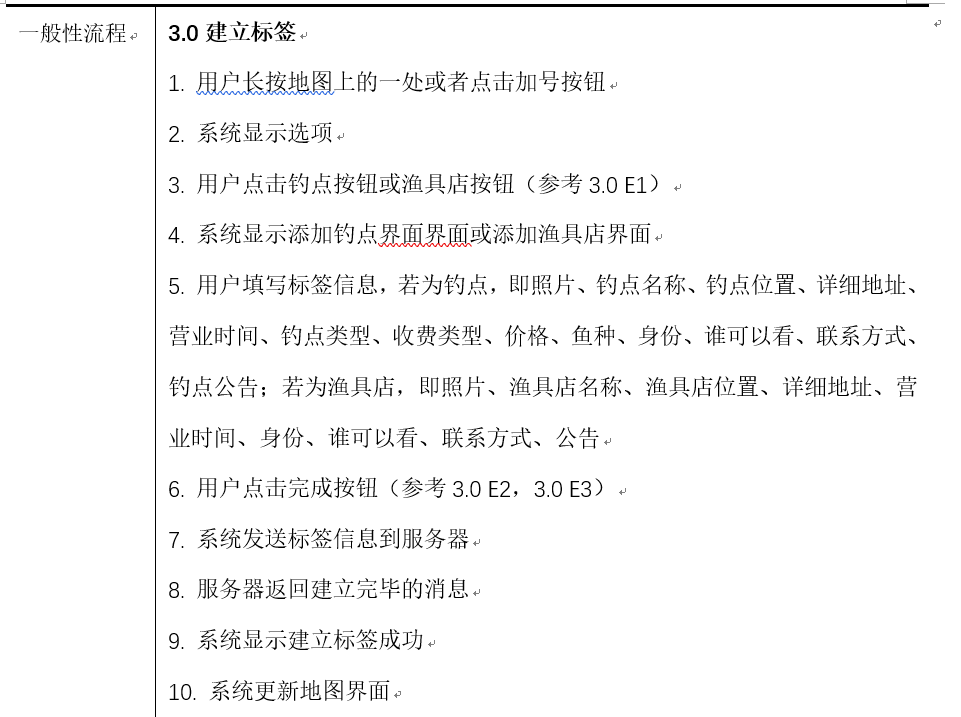 一般性流程
3.0 建立标签
1. 用户长按地图上的一处或者点击加号按钮
2. 系统显示选项
3. 用户点击钓点按钮或渔具店按钮（参考 3.0 E1）
4. 系统显示添加钓点界面界面或添加渔具店界面
5. 用户填写标签信息，若为钓点，即照片、钓点名称、钓点位置、详细地址、
营业时间、钓点类型、收费类型、价格、鱼种、身份、谁可以看、联系方式、
钓点公告；若为渔具店，即照片、渔具店名称、渔具店位置、详细地址、营
业时间、身份、谁可以看、联系方式、公告
6. 用户点击完成按钮（参考 3.0 E2，3.0 E3）
7. 系统发送标签信息到服务器
8. 服务器返回建立完毕的消息
9. 系统显示建立标签成功
10. 系统更新地图界面